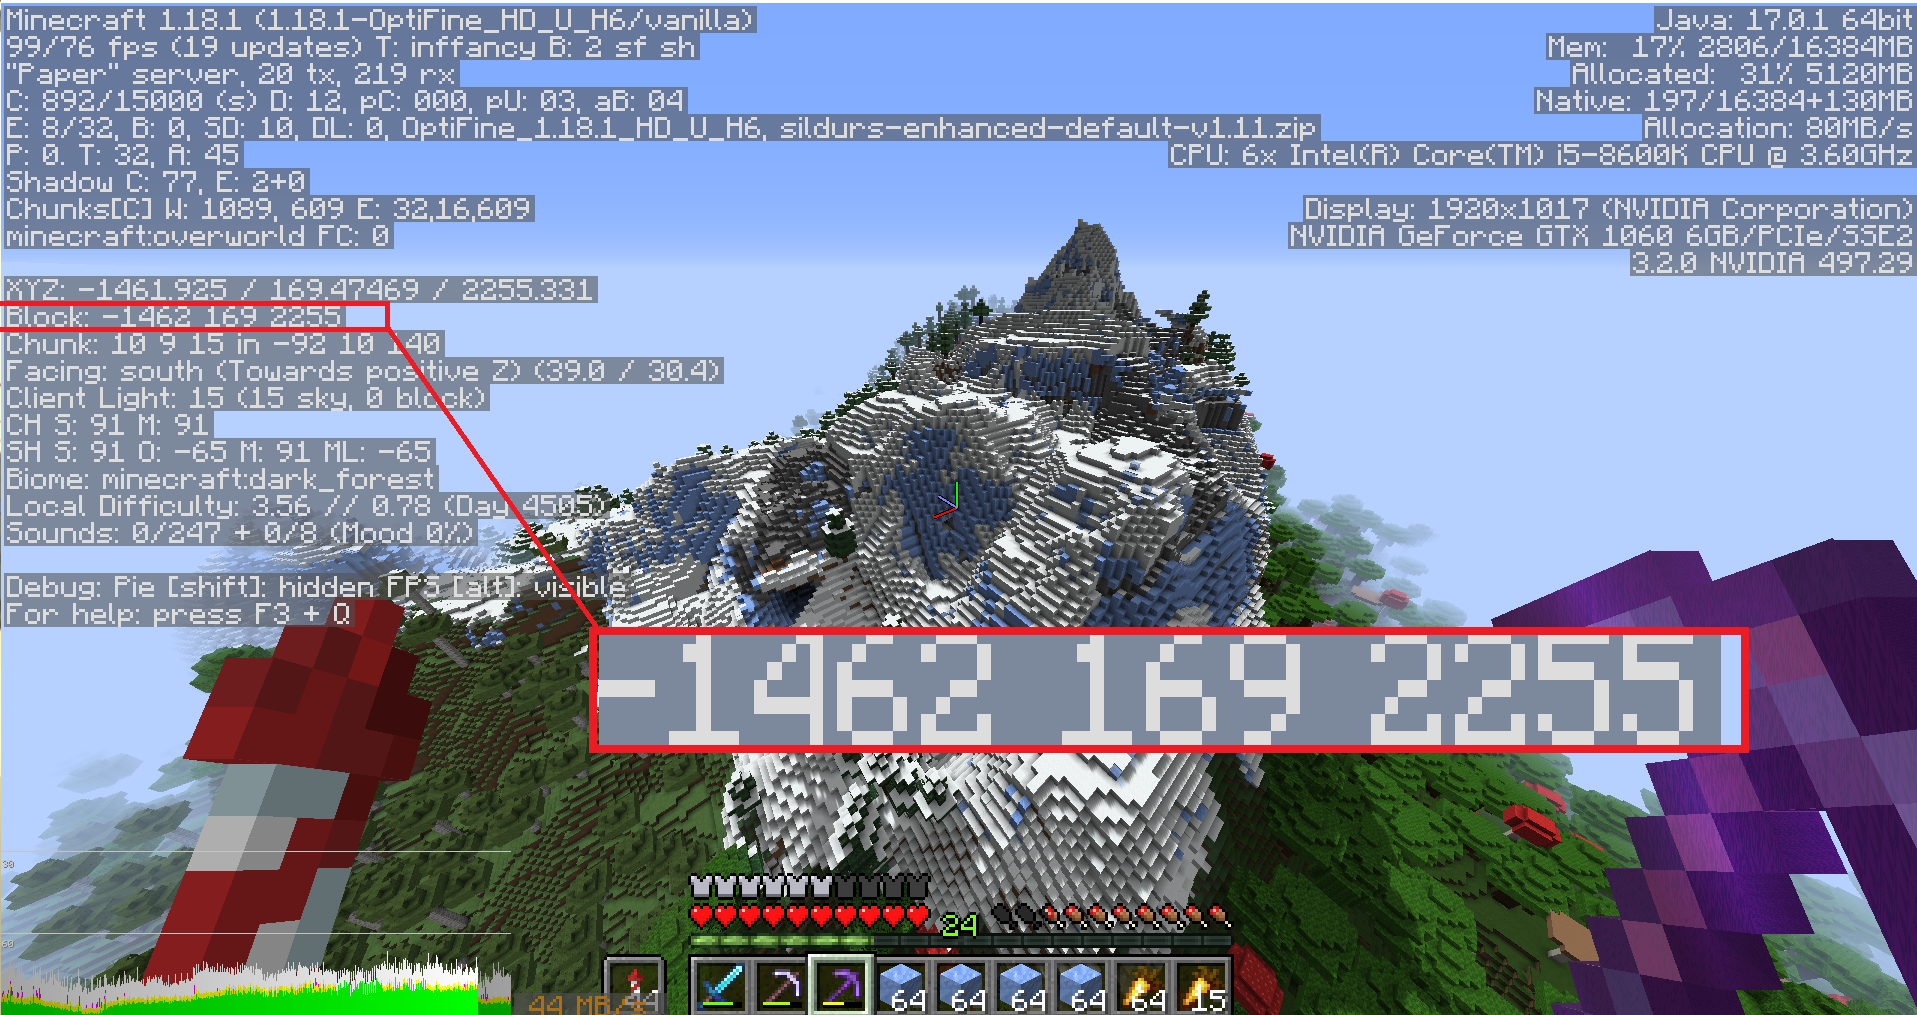 Minecraft 1.18.1 (1.18.1-OptiFine_HD_U_H6/vanilla)
99/76 fps (19 updates) T: inffancy B: 2 sf sh
"Paper" server, 20 tx, 219 rx
C: 892/15000 (s) D: 12, pC: 000, pU: 03, aB: 04
E: 8/32, B: 0, SD: 10, DL: 0, OptiFine_1.18.1_HD_U_H6, sildurs-enhanced-default-v1.11.zip
P: 0. T: 32, A: 45
Shadow C: 77, E: 2+0
Chunks[C] W: 1089, 609 E: 32,16,609
minecraft:overworld FC: 0
XYZ: -1461.925 / 169.47469 / 2255.331
Block: -1462 169 2255
Chunk: 10 9 15 in -92 10 140
Facing: south (Towards positive Z) (39.0 / 30.4)
Client Light: 15 (15 sky, 0 block)
CH S: 91 M: 91
SH S: 91 O: -65 M: 91 ML: -65
Biome: minecraft:dark_forest
Local Difficulty: 3.56 // 0.78 (Day 4505)
Sounds: 0/247 + 0/8 (Mood 0%)
Debug: Pie [shift]: hidden FPS [alt]: visible
For help: press F3 + Q
Java: 17.0.1 64bit
Mem: 17% 2806/16384MB
Allocated: 31% 5120MB
Native: 197/16384+130MB
Allocation: 80MB/s
CPU: 6x Intel(R) Core(TM) i5-8600K CPU @ 3.60GHz
Display: 1920x1017 (NVIDIA Corporation)
NVIDIA GeForce GTX 1060 6GB/PCIe/SSE2
3.2.0 NVIDIA 497.29
-1462 169 2255
30
60
24
44 MB/s
44
64 64 64 64 64 15